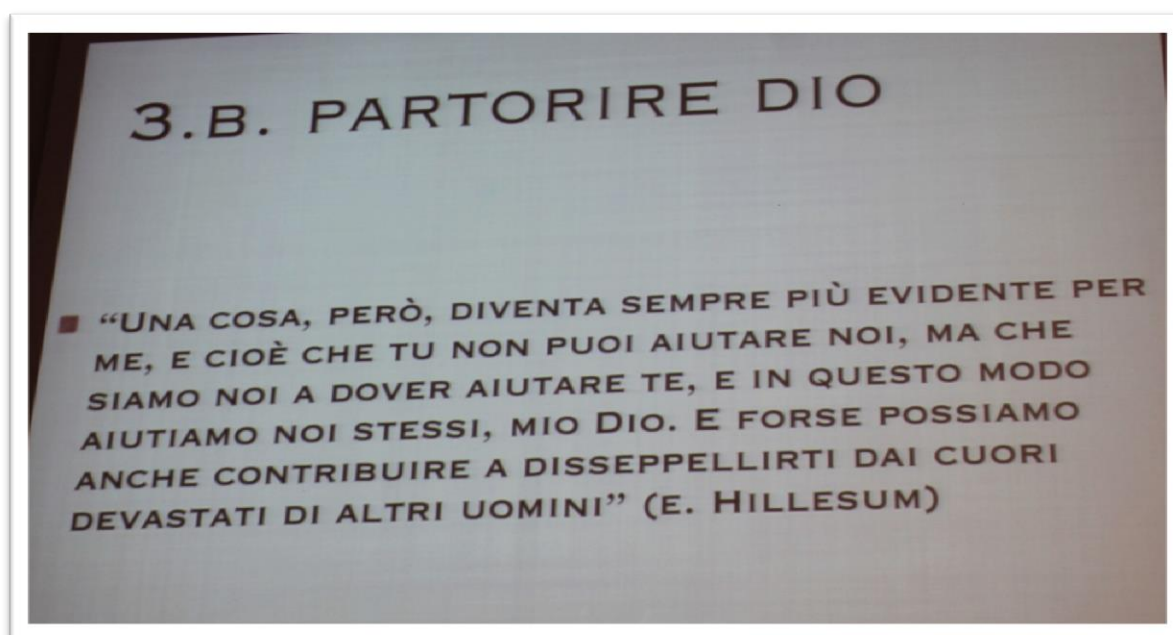 3.B. PARTORIRE DIO
■ “UNA COSA, PERÒ, DIVENTA SEMPRE PIÙ EVIDENTE PER
ME, E CIOÈ CHE TU NON PUOI AIUTARE NOI, MA CHE
SIAMO NOI A DOVER AIUTARE TE, E IN QUESTO MODO
AIUTIAMO NOI STESSI, MIO DIO. E FORSE POSSIAMO
ANCHE CONTRIBUIRE A DISSEPPELLIRTI DAI CUORI
DEVASTATI DI ALTRI UOMINI” (E. HILLESUM)